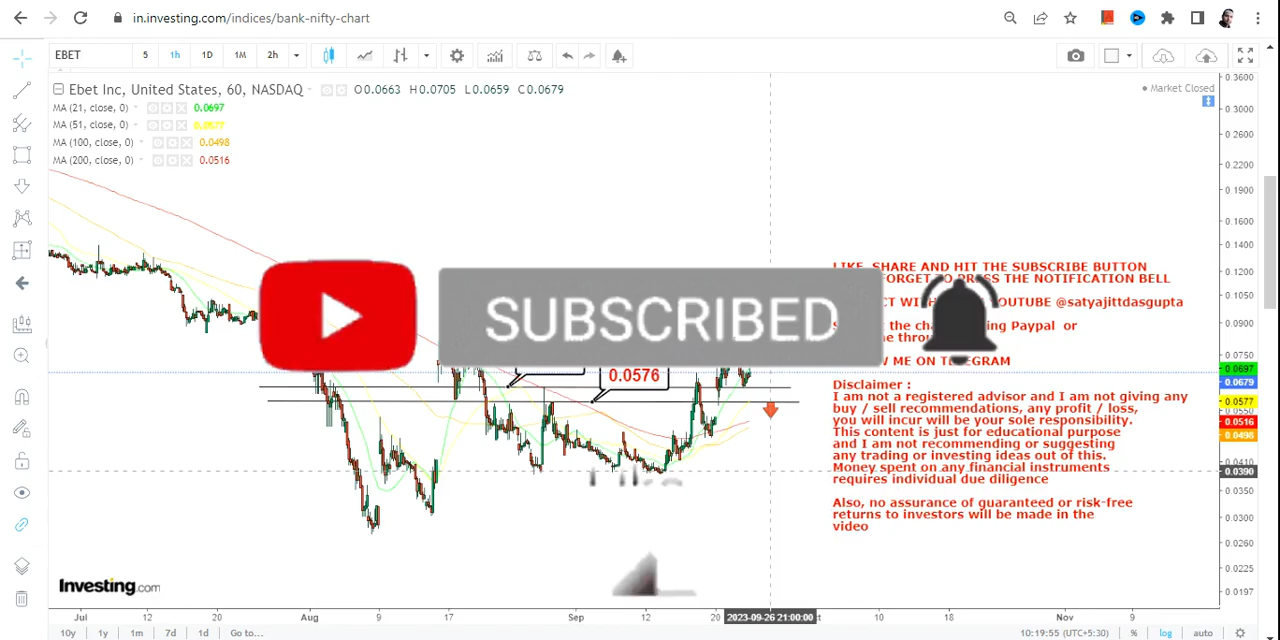 in.investing.com/indices/bank-nifty-chart
EBET 5 1h 1D 1M 2h
Ebet Inc, United States, 60, NASDAQ O0.0663 H0.0705 L0.0659 C0.0679
Market Closed
MA (21, close, 0) 0.0697
MA (51, close, 0) 0.0577
MA (100, close, 0) 0.0498
MA (200, close, 0) 0.0516
0.3600
0.3000
0.2600
0.2200
0.1900
0.1600
0.1400
0.1200
0.1050
0.0900
0.0750
0.0697
0.0679
0.0577
0.0550
0.0516
0.0498
0.0410
0.0390
0.0350
0.0300
0.0260
0.0225
0.0197
SUBSCRIBED
0.0576
LIKE, SHARE AND HIT THE SUBSCRIBE BUTTON
THE NOTIFICATION BELL
YOUTUBE @satyajittdasgupta
the cha
Paypal or
ME ON TELEGRAM
Disclaimer :
I am not a registered advisor and I am not giving any
buy / sell recommendations, any profit / loss,
you will incur will be your sole responsibility.
This content is just for educational purpose
and I am not recommending or suggesting
any trading or investing ideas out of this.
Money spent on any financial instruments
requires individual due diligence
Also, no assurance of guaranteed or risk-free
returns to investors will be made in the
video
Investing.com
Jul 12 20 Aug 9 17 Sep 12 20 2023-09-26 21:00:00 10 18 Nov 9
10y 1y 1m 7d 1d Go to... 10:19:55 (UTC+5:30) % log auto